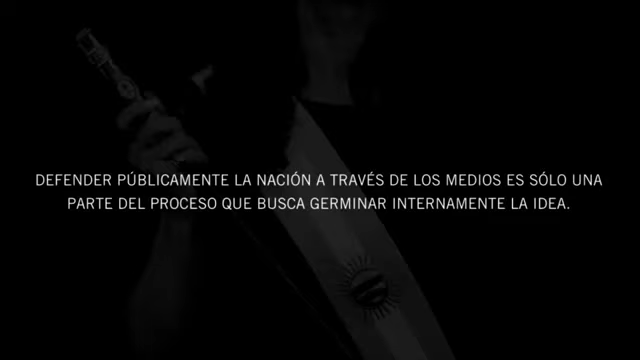 DEFENDER PÚBLICAMENTE LA NACIÓN A TRAVÉS DE LOS MEDIOS ES SÓLO UNA
PARTE DEL PROCESO QUE BUSCA GERMINAR INTERNAMENTE LA IDEA.